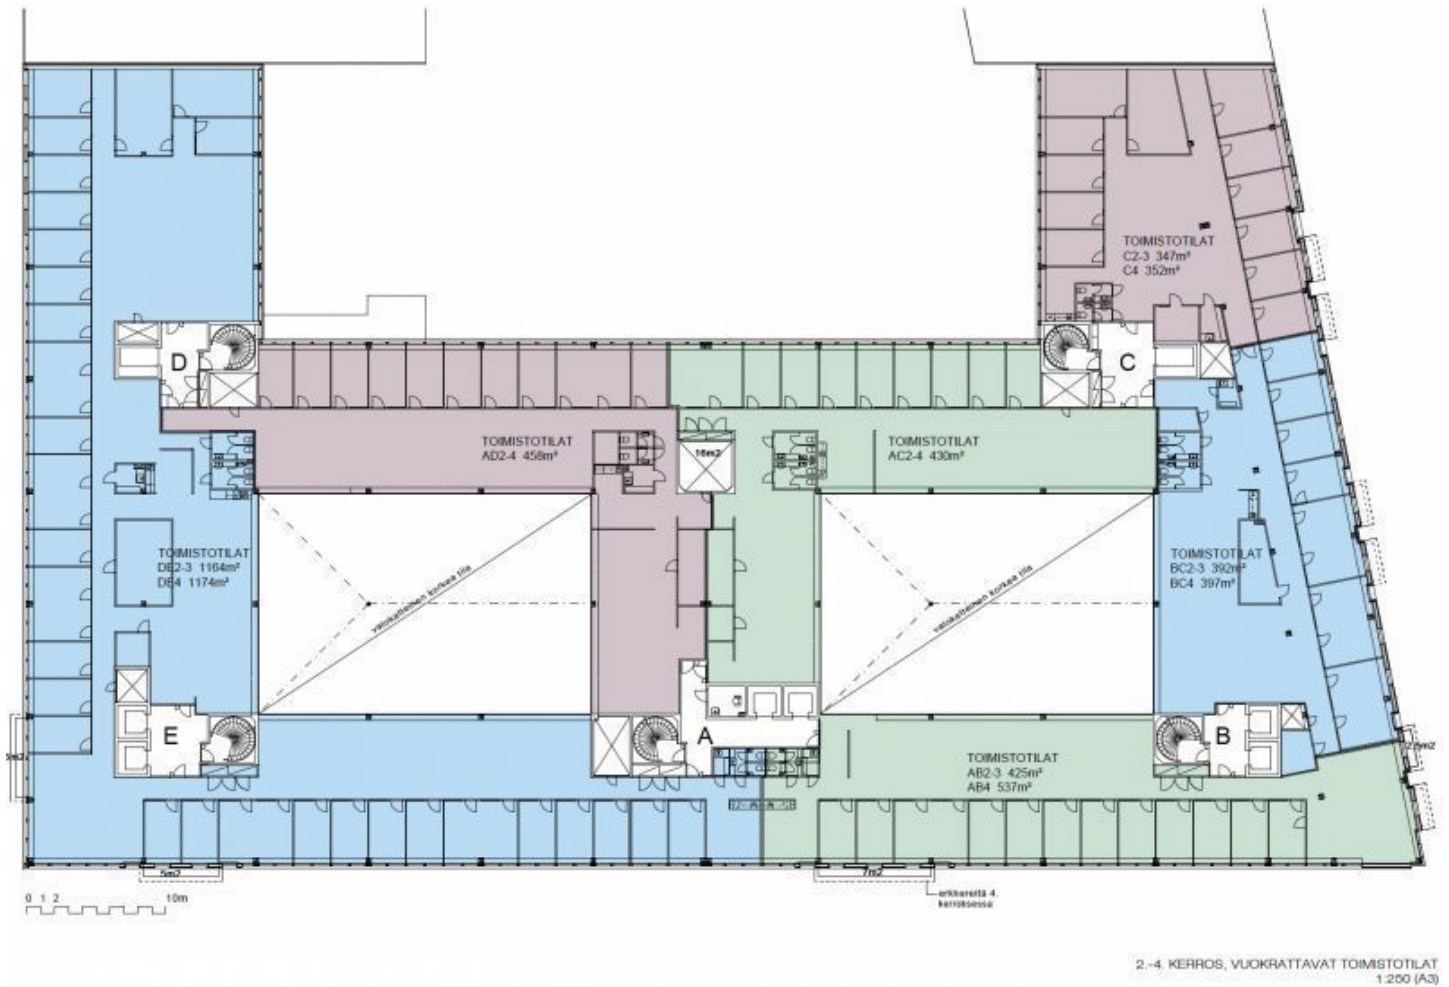 TOIMISTOTILAT
C2-3 347m²
C4 352m²
D
C
TOIMISTOTILAT
AD2-4 458m²
16m2
TOIMISTOTILAT
AC2-4 430m²
TOIMISTOTILAT
DE2-3 1164m²
DE4 1174m²
valokatteinen korkea tila
valokatteinen korkea tila
TOIMISTOTILAT
BC2-3 392m²
BC4 397m²
E
A
B
TOIMISTOTILAT
AB2-3 425m²
AB4 537m²
5m2
7m2
erkkereitä 4.
kerroksessa
0 1 2 10m
2.-4. KERROS, VUOKRATTAVAT TOIMISTOTILAT
1:250 (A3)